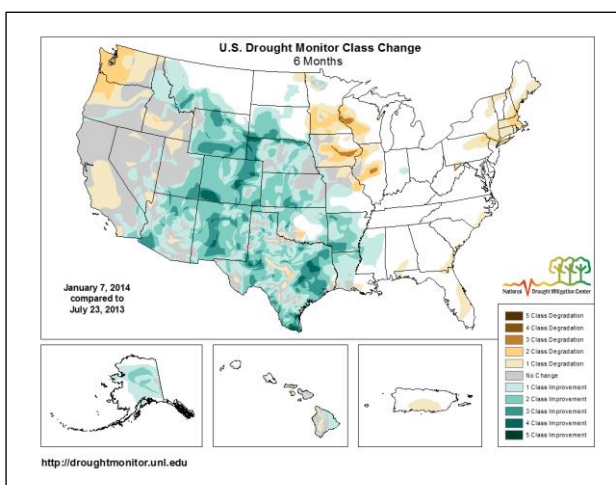 U.S. Drought Monitor Class Change
6 Months
January 7, 2014
compared to
July 23, 2013
National Drought Mitigation Center
5 Class Degradation
4 Class Degradation
3 Class Degradation
2 Class Degradation
1 Class Degradation
No Change
1 Class Improvement
2 Class Improvement
3 Class Improvement
4 Class Improvement
5 Class Improvement
http://droughtmonitor.unl.edu